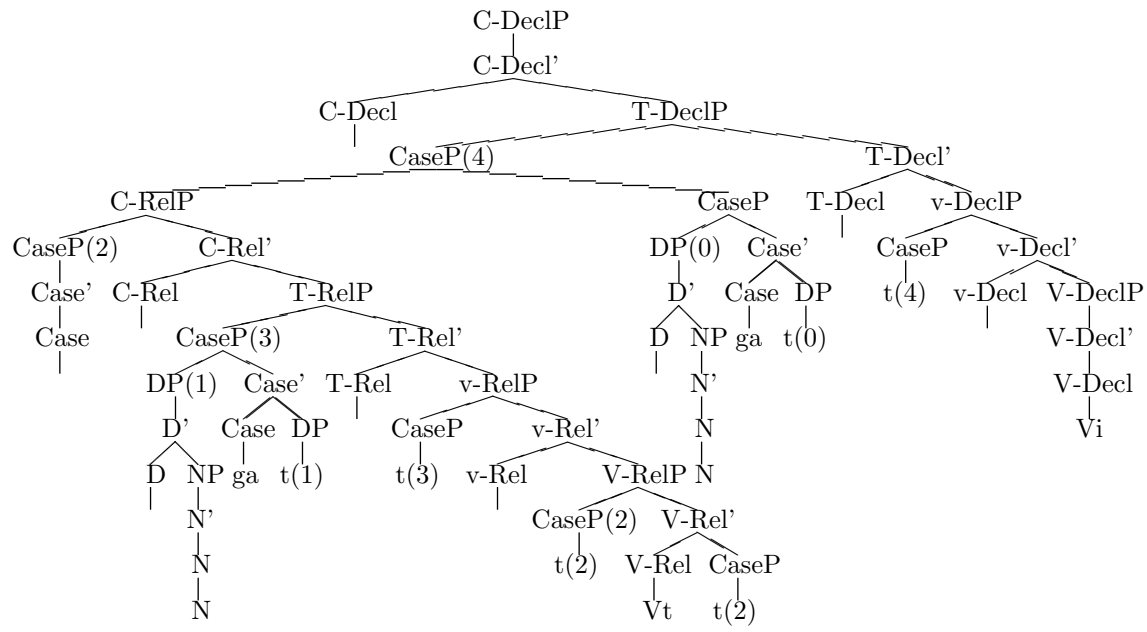 C-DeclP
C-Decl'
C-Decl T-DeclP
CaseP(4) T-Decl'
C-RelP CaseP T-Decl v-DeclP
CaseP(2) C-Rel' DP(0) Case' CaseP v-Decl'
Case' C-Rel T-RelP D' Case DP t(4) v-Decl V-DeclP
Case CaseP(3) T-Rel' D NP ga t(0) V-Decl'
DP(1) Case' T-Rel v-RelP N' V-Decl
D' Case DP CaseP v-Rel' N Vi
D NP ga t(1) t(3) v-Rel V-RelP N
N' CaseP(2) V-Rel'
N t(2) V-Rel CaseP
N Vt t(2)